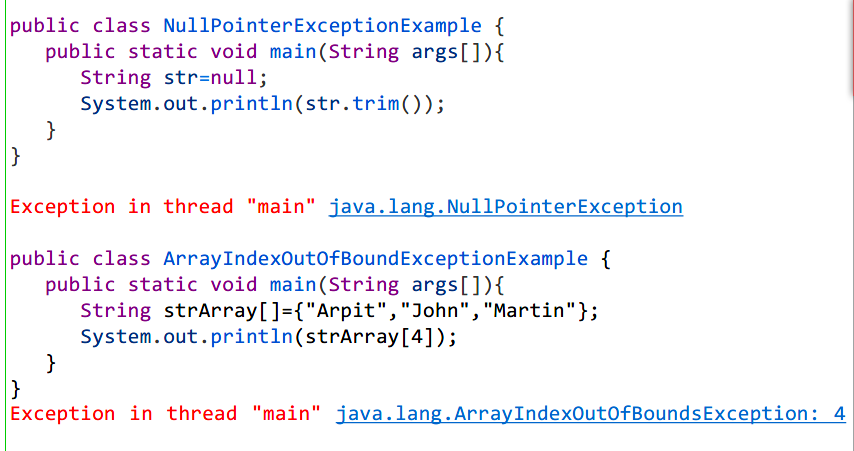 public class NullPointerExceptionExample {
public static void main(String args[]){
String str=null;
System.out.println(str.trim());
}
}
Exception in thread "main" java.lang.NullPointerException
public class ArrayIndexOutOfBoundExceptionExample {
public static void main(String args[]){
String strArray[]={"Arpit","John","Martin"};
System.out.println(strArray[4]);
}
}
Exception in thread "main" java.lang.ArrayIndexOutOfBoundsException: 4